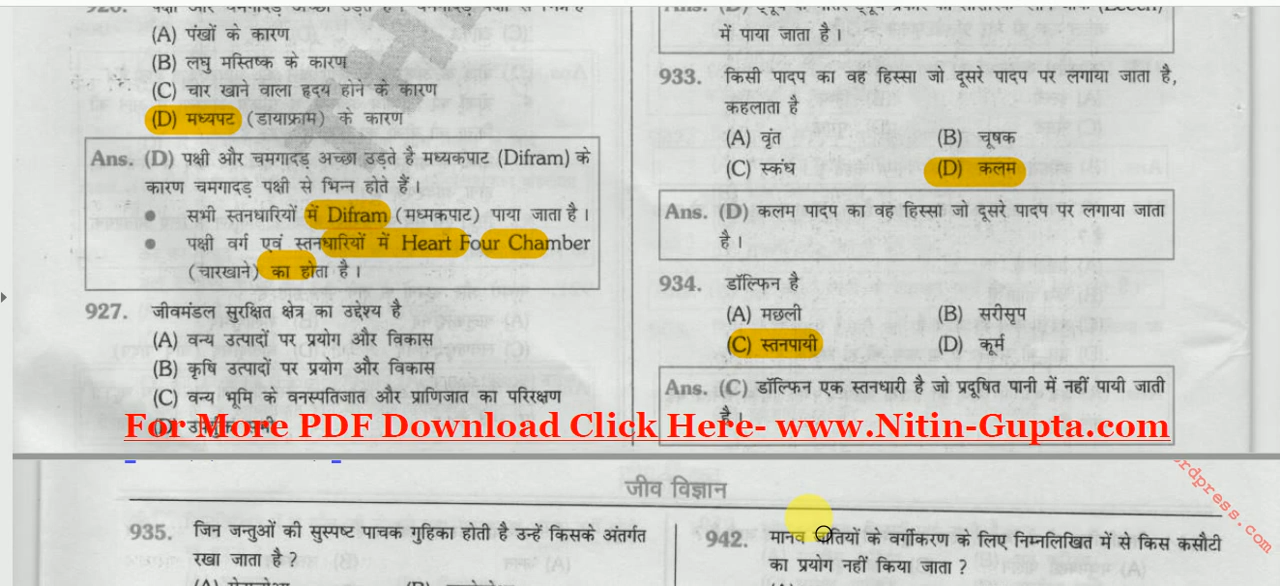 (A) पंखों के कारण
(B) लघु मस्तिष्क के कारण
(C) चार खाने वाला हृदय होने के कारण
(D) मध्यपट (डायाफ्राम) के कारण
Ans. (D) पक्षी और चमगादड़ अच्छा उड़ते है मध्यकपाट (Difram) के
कारण चमगादड़ पक्षी से भिन्न होते हैं।
● सभी स्तनधारियों में Difram (मध्मकपाट) पाया जाता है।
● पक्षी वर्ग एवं स्तनधारियों में Heart Four Chamber
(चारखाने) का होता है।
927. जीवमंडल सुरक्षित क्षेत्र का उद्देश्य है
(A) वन्य उत्पादों पर प्रयोग और विकास
(B) कृषि उत्पादों पर प्रयोग और विकास
(C) वन्य भूमि के वनस्पतिजात और प्राणिजात का परिरक्षण
(D) उपर्युक्त सभी
में पाया जाता है।
933. किसी पादप का वह हिस्सा जो दूसरे पादप पर लगाया जाता है,
कहलाता है
(A) वृंत (B) चूषक
(C) स्कंध (D) कलम
Ans. (D) कलम पादप का वह हिस्सा जो दूसरे पादप पर लगाया जाता
है।
934. डॉल्फिन है
(A) मछली (B) सरीसृप
(C) स्तनपायी (D) कूर्म
Ans. (C) डॉल्फिन एक स्तनधारी है जो प्रदूषित पानी में नहीं पायी जाती
है।
For More PDF Download Click Here- www.Nitin-Gupta.com
जीव विज्ञान
rdpress.com
935. जिन जन्तुओं की सुस्पष्ट पाचक गुहिका होती है उन्हें किसके अंतर्गत
रखा जाता है?
942. मानव के वर्गीकरण के लिए निम्नलिखित में से किस कसौटी
का प्रयोग नहीं किया जाता?